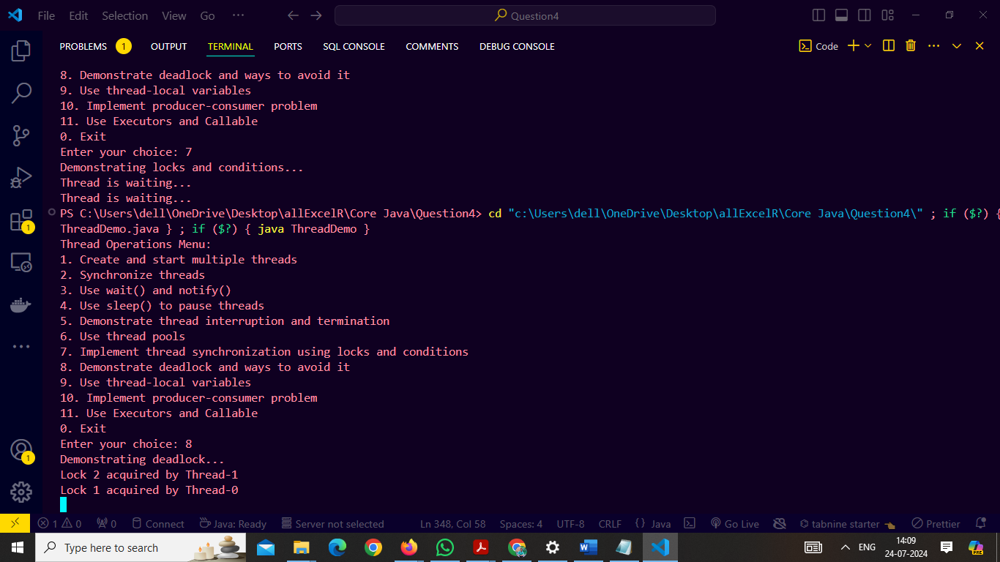 File Edit Selection View Go ··· Question4
PROBLEMS 1 OUTPUT TERMINAL PORTS SQL CONSOLE COMMENTS DEBUG CONSOLE Code
8. Demonstrate deadlock and ways to avoid it
9. Use thread-local variables
10. Implement producer-consumer problem
11. Use Executors and Callable
0. Exit
Enter your choice: 7
Demonstrating locks and conditions...
Thread is waiting...
Thread is waiting...
PS C:\Users\dell\OneDrive\Desktop\allExcelR\Core Java\Question4> cd "c:\Users\dell\OneDrive\Desktop\allExcelR\Core Java\Question4\" ; if ($?) {
ThreadDemo.java } ; if ($?) { java ThreadDemo }
Thread Operations Menu:
1. Create and start multiple threads
2. Synchronize threads
3. Use wait() and notify()
4. Use sleep() to pause threads
5. Demonstrate thread interruption and termination
6. Use thread pools
7. Implement thread synchronization using locks and conditions
8. Demonstrate deadlock and ways to avoid it
9. Use thread-local variables
10. Implement producer-consumer problem
11. Use Executors and Callable
0. Exit
Enter your choice: 8
Demonstrating deadlock...
Lock 2 acquired by Thread-1
Lock 1 acquired by Thread-0
1
1
1 0 0 Connect Java: Ready Server not selected Ln 348, Col 58 Spaces: 4 UTF-8 CRLF { } Java Go Live tabnine starter Prettier
Type here to search ENG 14:09
24-07-2024
PRE